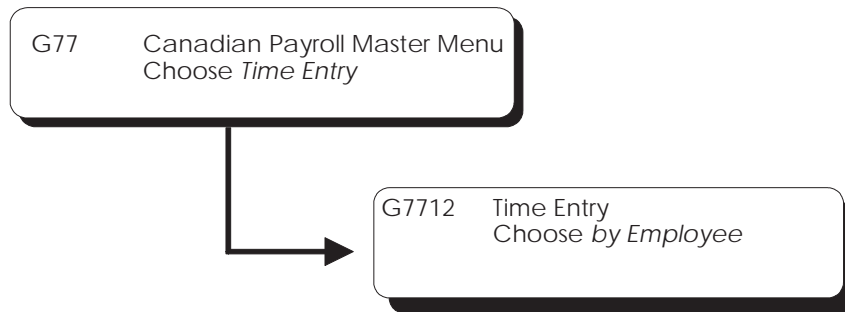 G77 Canadian Payroll Master Menu
Choose Time Entry
G7712 Time Entry
Choose by Employee